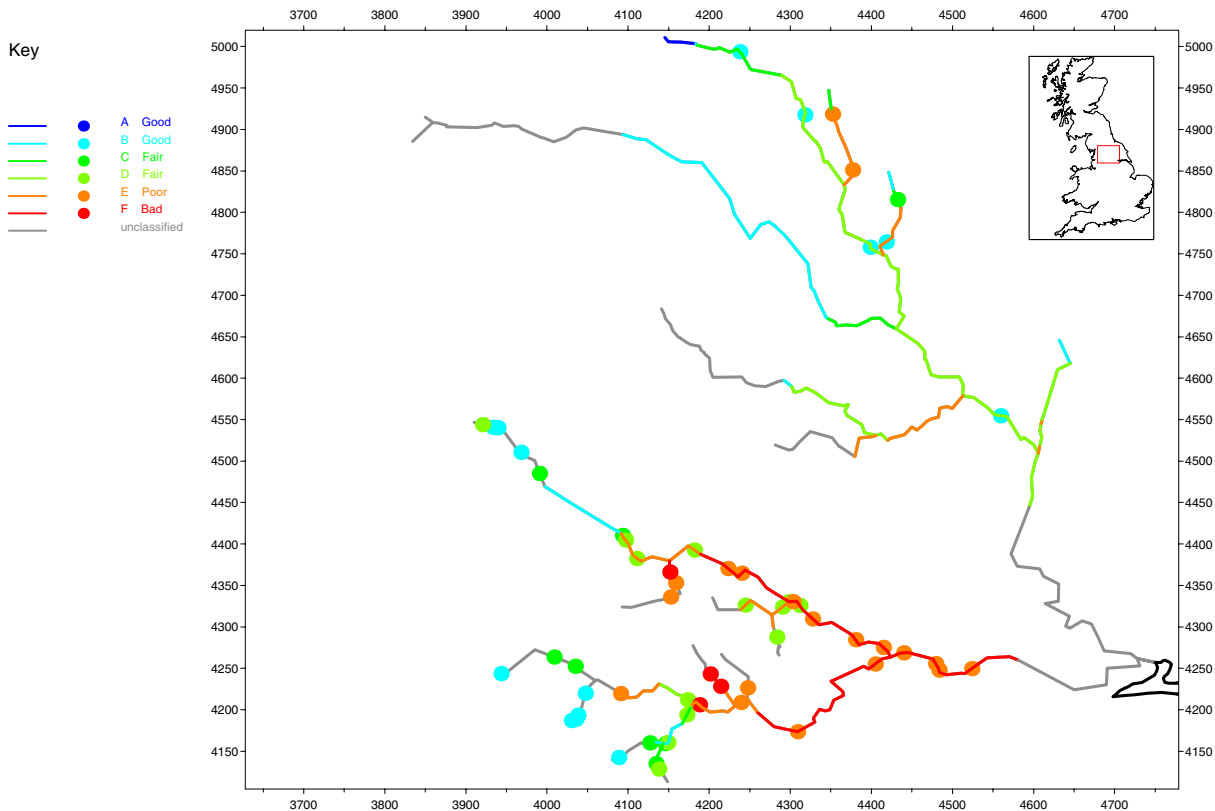 3700 3800 3900 4000 4100 4200 4300 4400 4500 4600 4700
Key
A Good
B Good
C Fair
D Fair
E Poor
F Bad
unclassified
5000 5000
4950 4950
4900 4900
4850 4850
4800 4800
4750 4750
4700 4700
4650 4650
4600 4600
4550 4550
4500 4500
4450 4450
4400 4400
4350 4350
4300 4300
4250 4250
4200 4200
4150 4150
3700 3800 3900 4000 4100 4200 4300 4400 4500 4600 4700